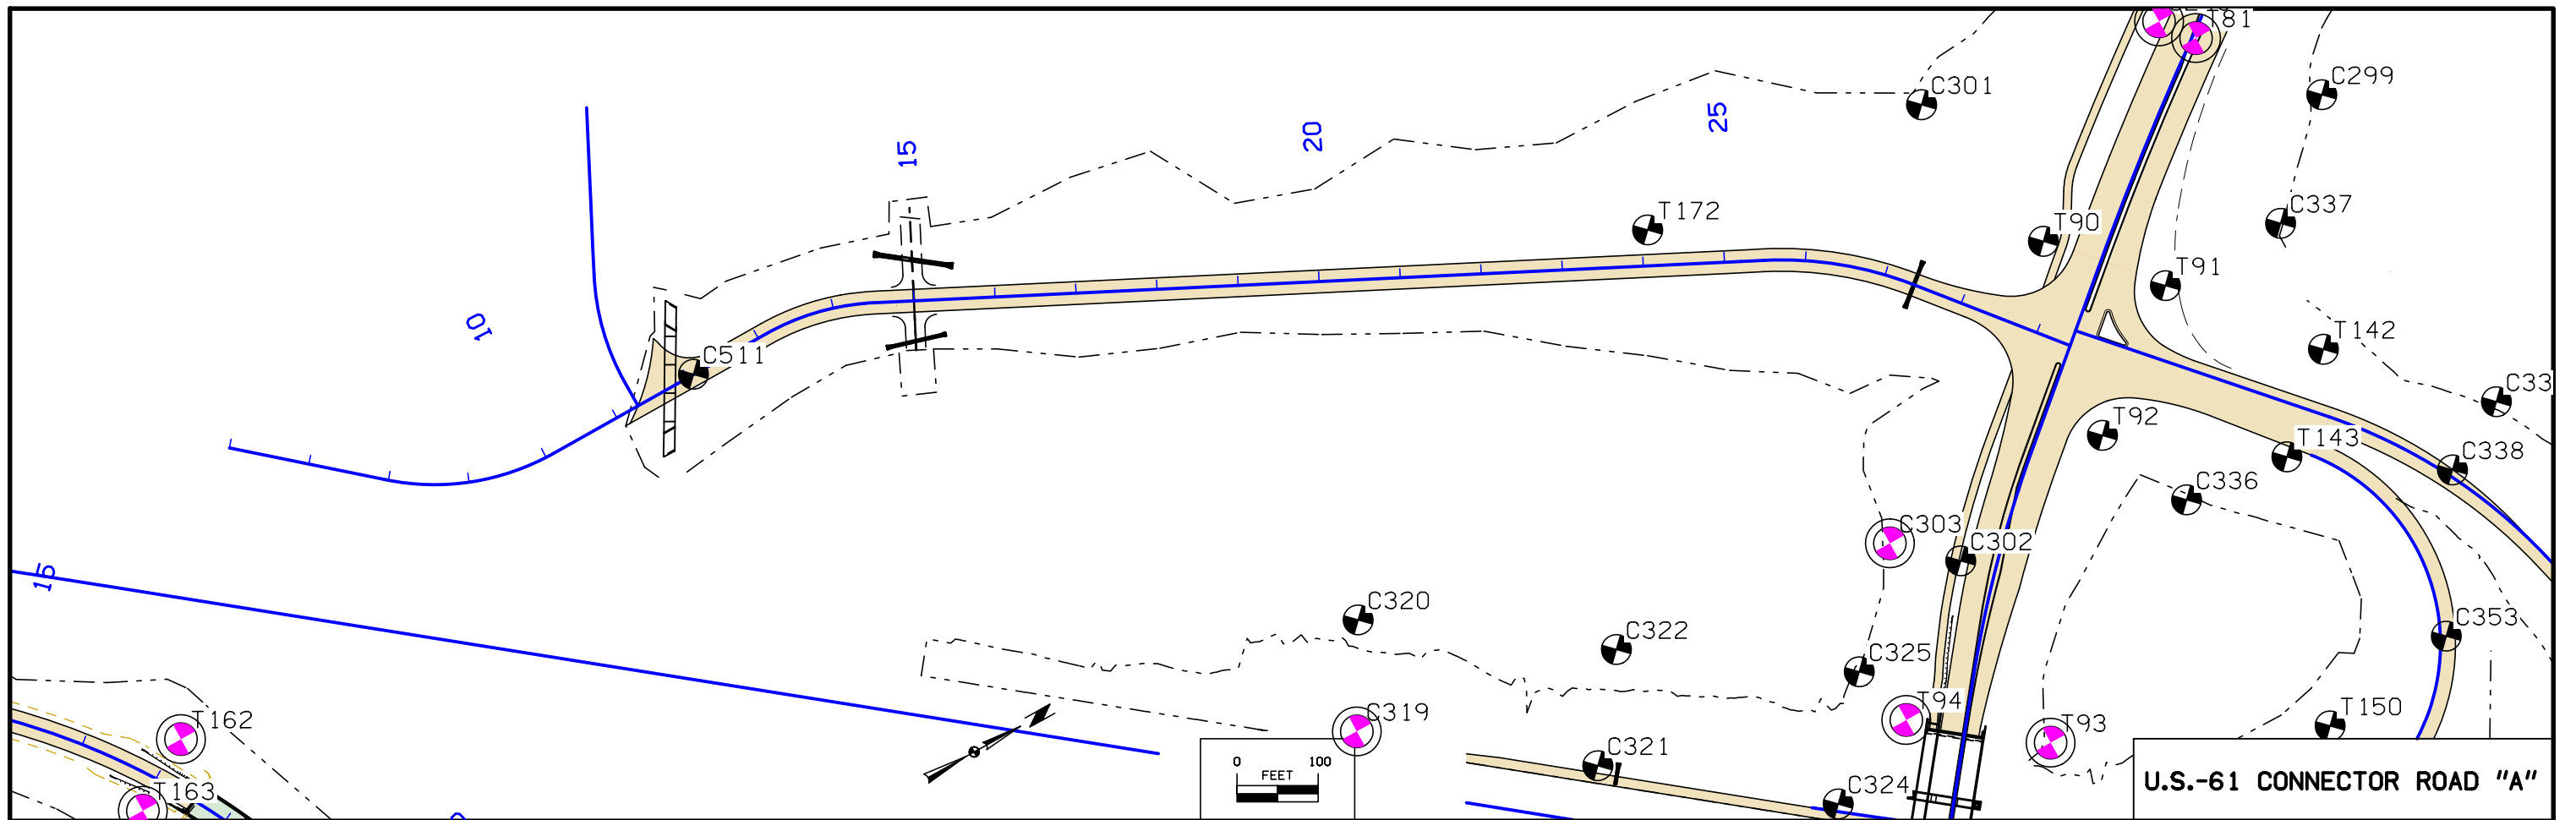 T81
C299
C301
25
20
15
T172
C337
T90
T91
10
C511
T142
C33
T92
T143
C338
C336
C303
C302
15
C320
C322
C353
C325
T162
C319
T94
T93
T150
0 100
FEET
C321
T163
C324
U.S.-61 CONNECTOR ROAD "A"